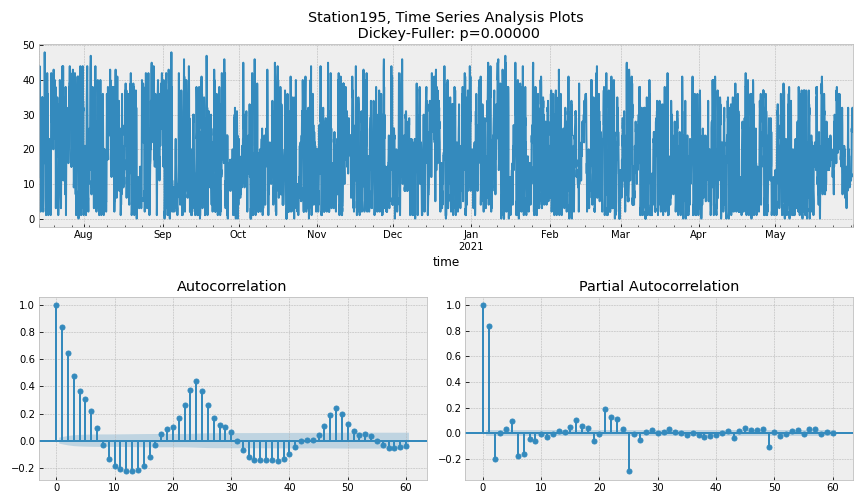 Station195, Time Series Analysis Plots
Dickey-Fuller: p=0.00000
50
40
30
20
10
0
Aug Sep Oct Nov Dec Jan Feb Mar Apr May
2021
time
Autocorrelation
1.0
0.8
0.6
0.4
0.2
0.0
−0.2
0 10 20 30 40 50 60
Partial Autocorrelation
1.0
0.8
0.6
0.4
0.2
0.0
−0.2
0 10 20 30 40 50 60